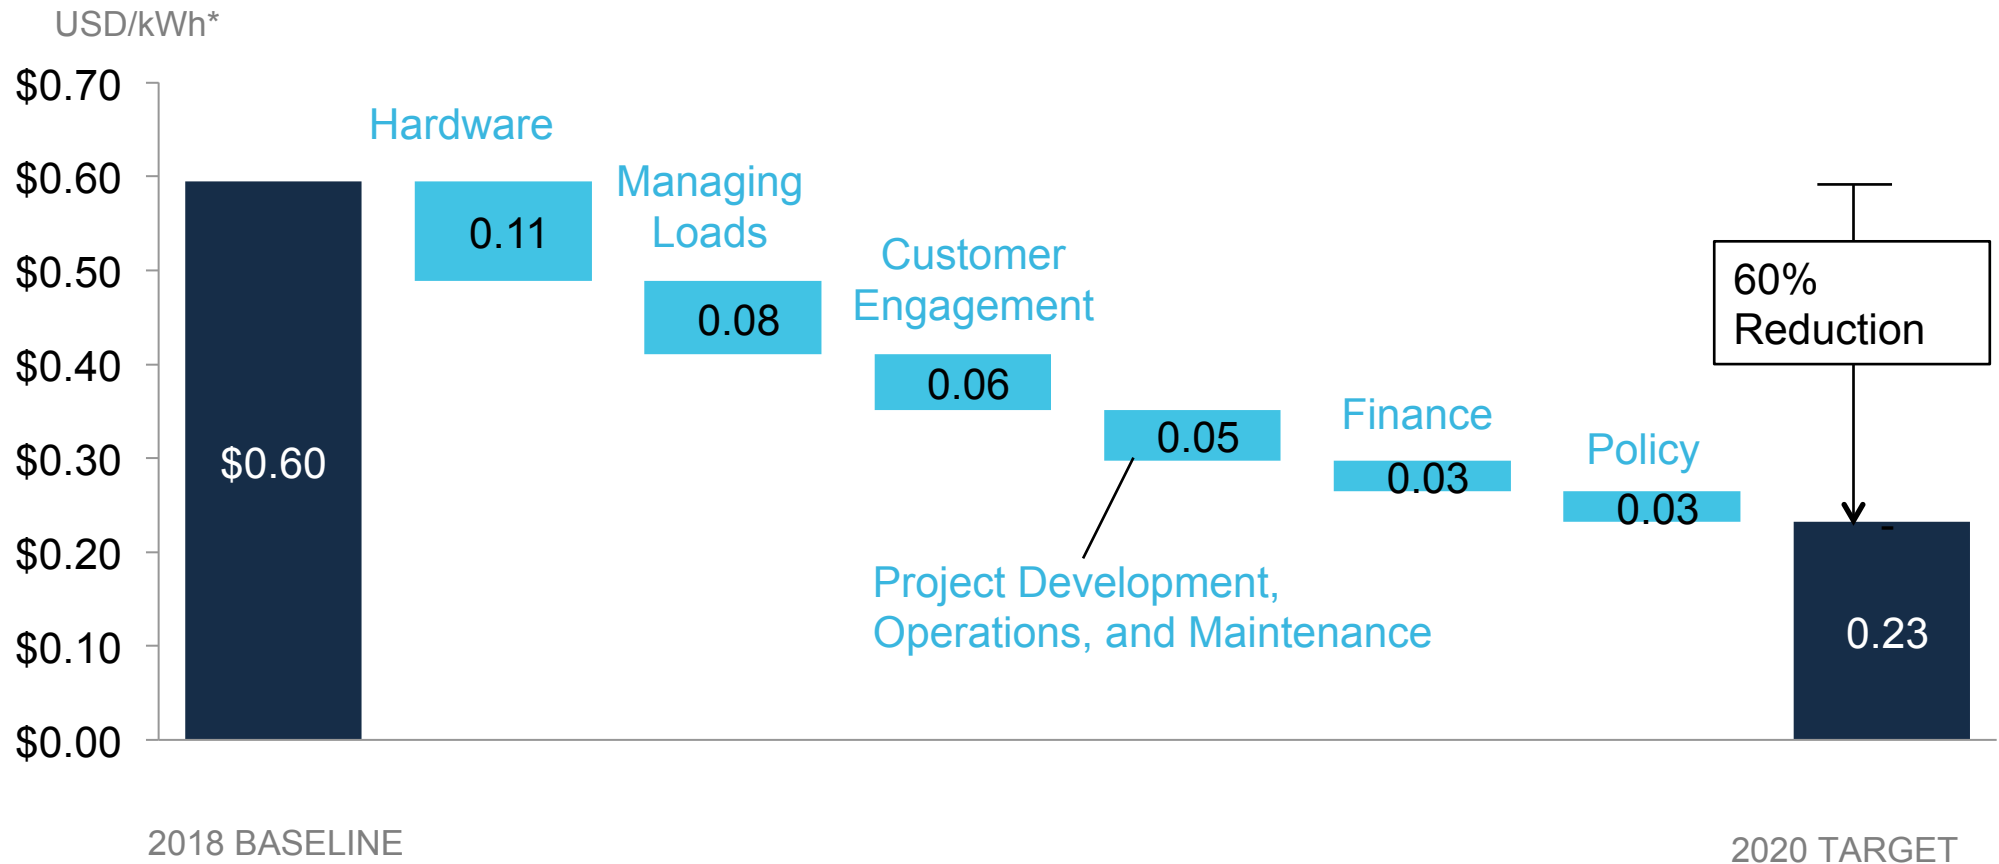 USD/kWh*
$0.70
$0.60
$0.50
$0.40
$0.30
$0.20
$0.10
$0.00
$0.60
Hardware
0.11
Managing
Loads
0.08
Customer
Engagement
0.06
0.05
Project Development,
Operations, and Maintenance
Finance
0.03
Policy
0.03
60%
Reduction
-
0.23
2018 BASELINE
2020 TARGET